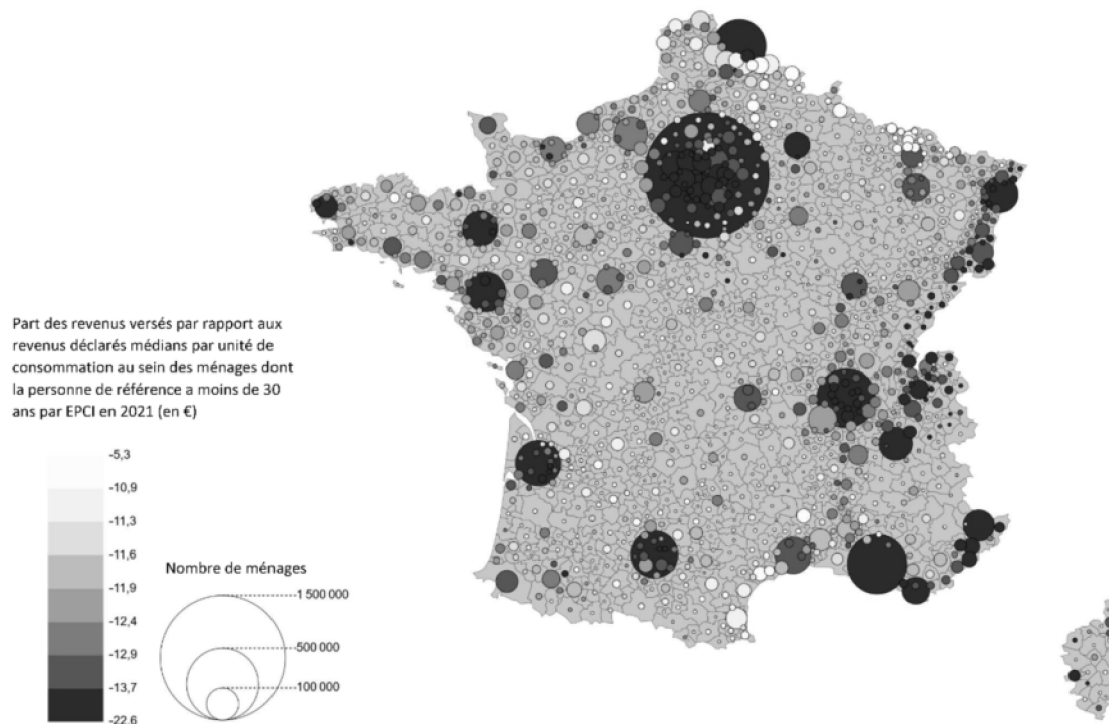 Part des revenus versés par rapport aux
revenus déclarés médians par unité de
consommation au sein des ménages dont
la personne de référence a moins de 30
ans par EPCI en 2021 (en €)
-5,3
-10,9
-11,3
-11,6
-11,9
-12,4
-12,9
-13,7
-22,6
Nombre de ménages
1 500 000
500 000
100 000